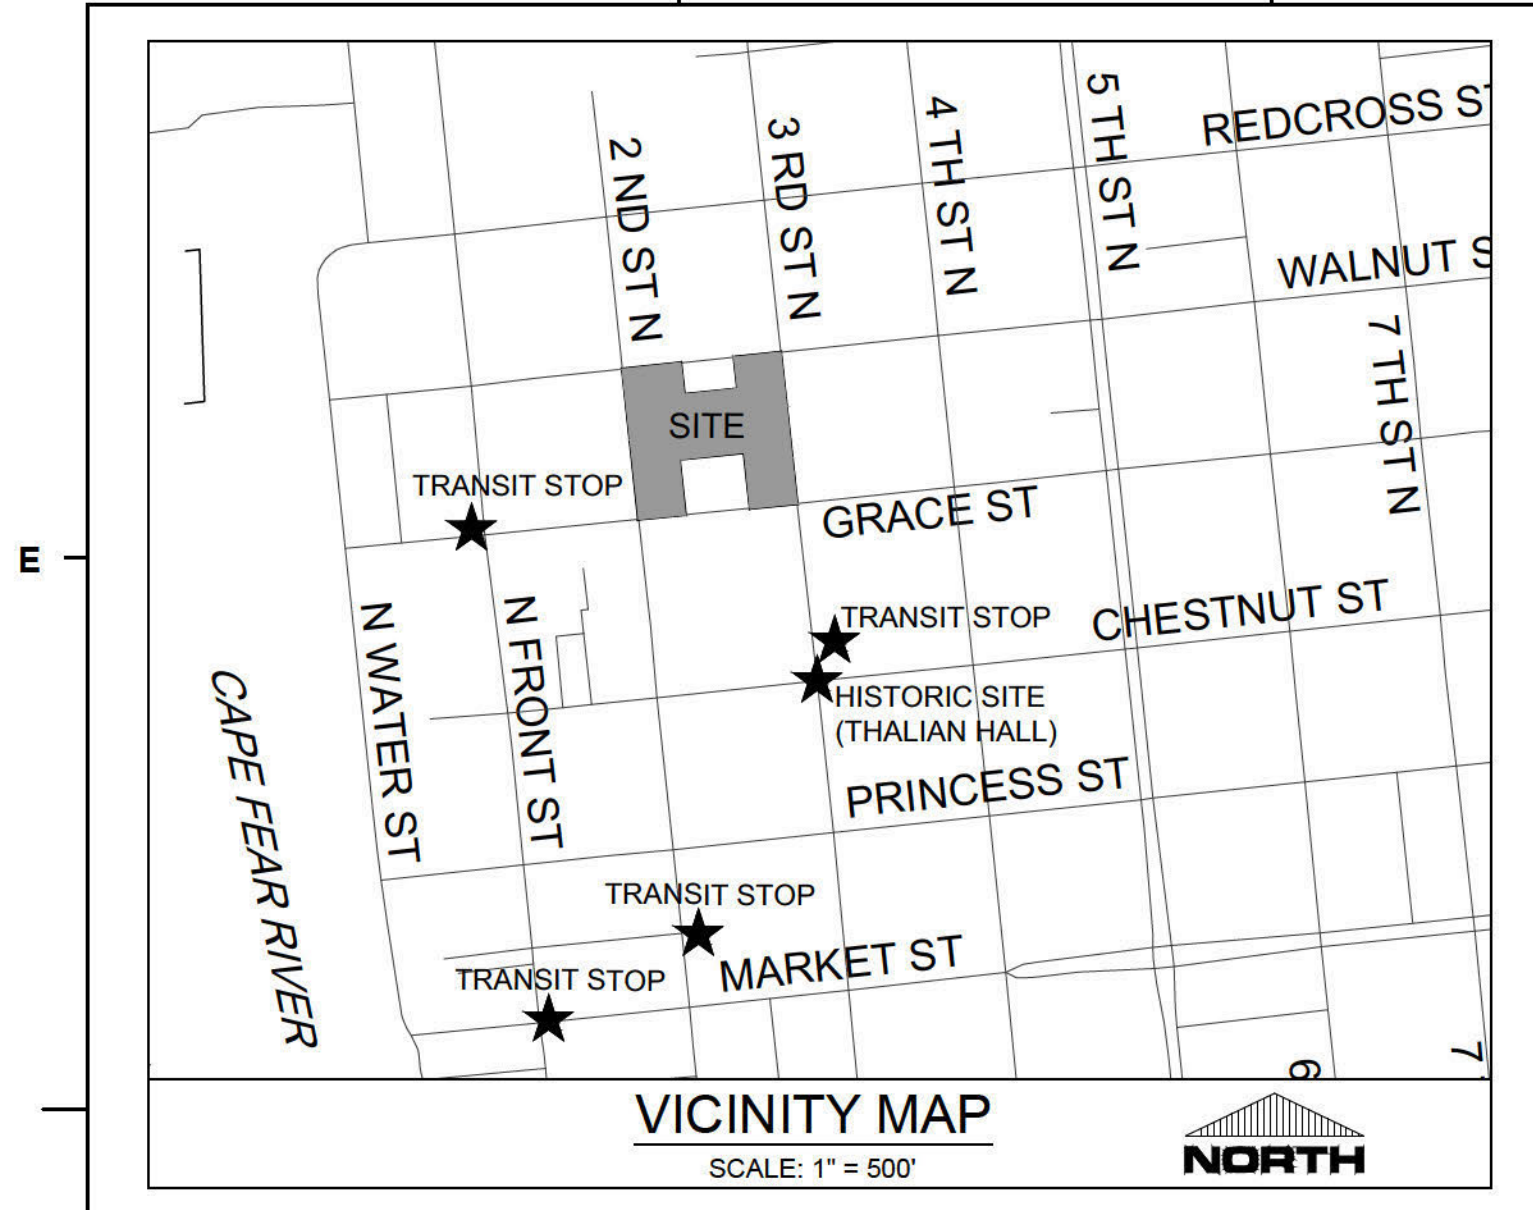 5 TH ST N
REDCROSS ST
4 TH ST N
3 RD ST N
2 ND ST N
WALNUT S
7 TH ST N
SITE
TRANSIT STOP
GRACE ST
E
CHESTNUT ST
TRANSIT STOP
N WATER ST
N FRONT ST
HISTORIC SITE
(THALIAN HALL)
CAPE FEAR RIVER
PRINCESS ST
TRANSIT STOP
MARKET ST
TRANSIT STOP
6
7
VICINITY MAP
SCALE: 1" = 500'
NORTH